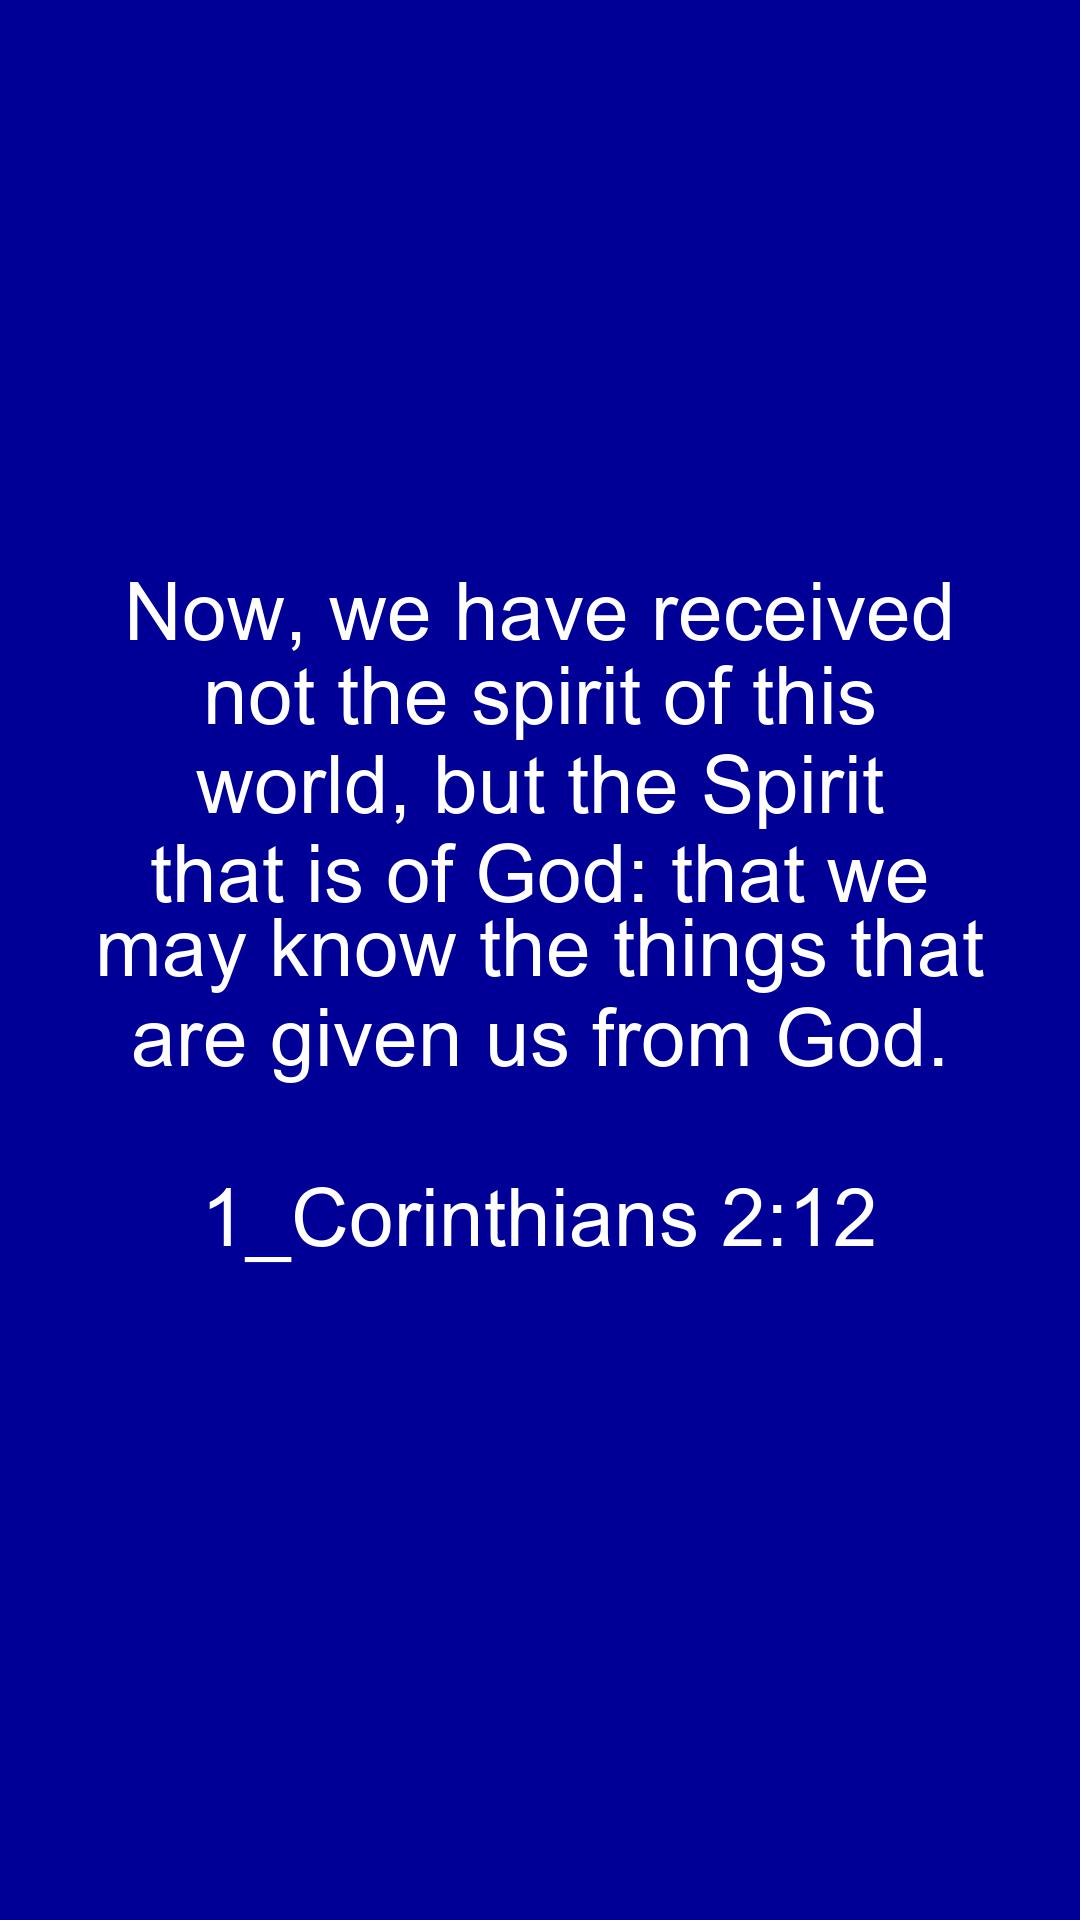 Now, we have received
not the spirit of this
world, but the Spirit
that is of God: that we
may know the things that
are given us from God.
1_Corinthians 2:12